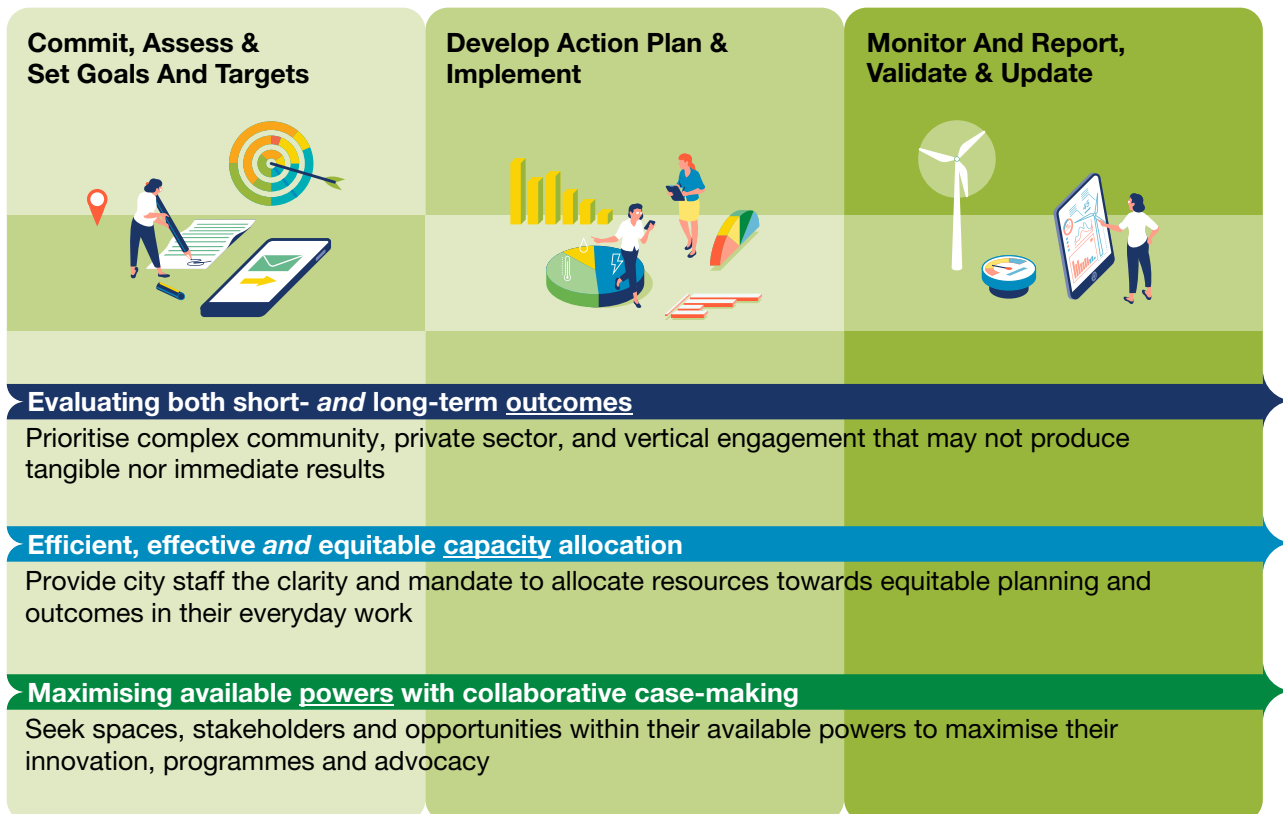 Commit, Assess &
Set Goals And Targets
Develop Action Plan &
Implement
Monitor And Report,
Validate & Update
Evaluating both short- and long-term outcomes
Prioritise complex community, private sector, and vertical engagement that may not produce
tangible nor immediate results
Efficient, effective and equitable capacity allocation
Provide city staff the clarity and mandate to allocate resources towards equitable planning and
outcomes in their everyday work
Maximising available powers with collaborative case-making
Seek spaces, stakeholders and opportunities within their available powers to maximise their
innovation, programmes and advocacy